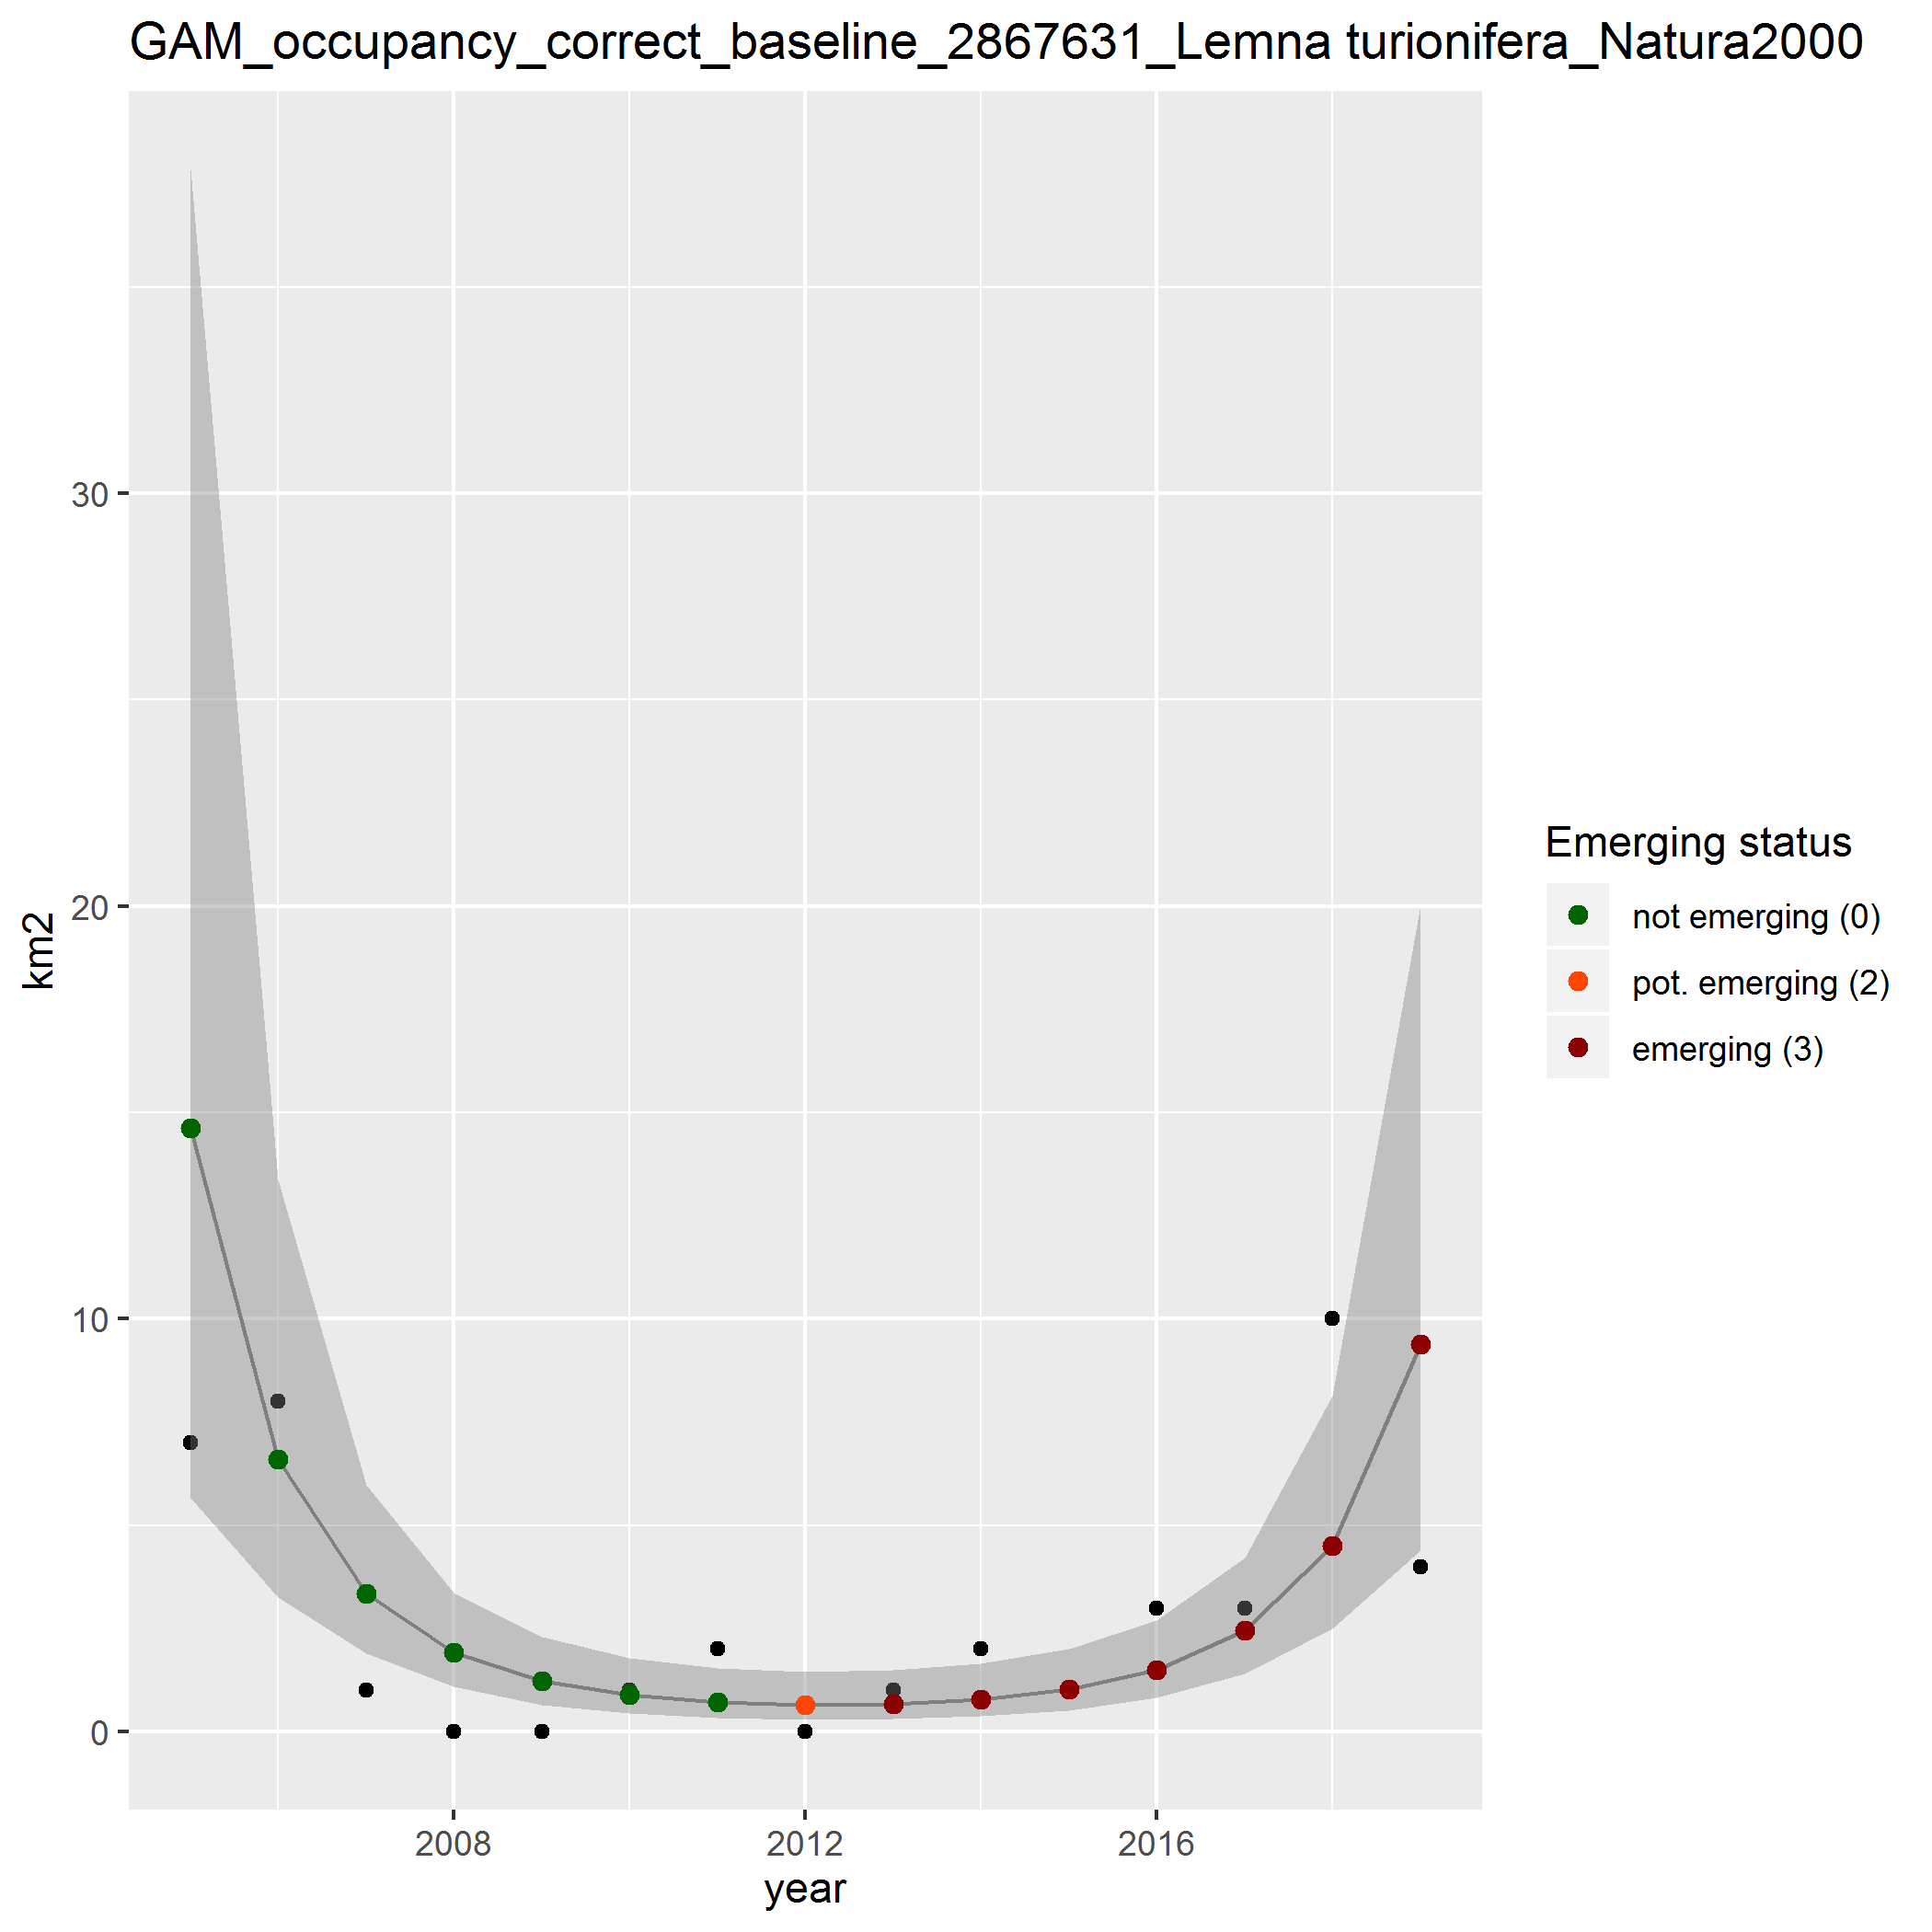 GAM_occupancy_correct_baseline_2867631_Lemna turionifera_Natura2000
30
20
10
0
km2
2008
2012
2016
year
Emerging status
not emerging (0)
pot. emerging (2)
emerging (3)